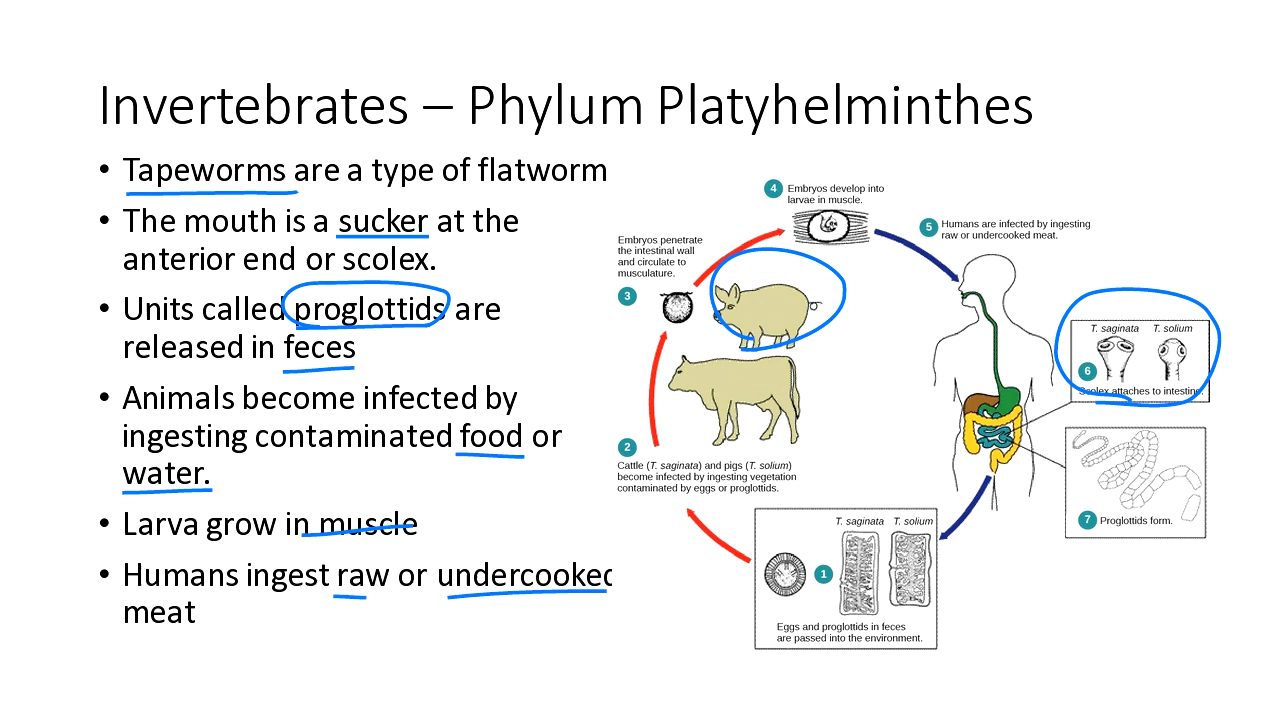 Invertebrates – Phylum Platyhelminthes
• Tapeworms are a type of flatworm
• The mouth is a sucker at the
anterior end or scolex.
• Units called proglottids are
released in feces
• Animals become infected by
ingesting contaminated food or
water.
• Larva grow in muscle
• Humans ingest raw or undercooked
meat
4 Embryos develop into
larvae in muscle.
5 Humans are infected by ingesting
raw or undercooked meat.
Embryos penetrate
the intestinal wall
and circulate to
musculature.
3
T. saginata T. solium
6
Scolex attaches to intestine.
2
Cattle (T. saginata) and pigs (T. solium)
become infected by ingesting vegetation
contaminated by eggs or proglottids.
7 Proglottids form.
T. saginata T. solium
1
Eggs and proglottids in feces
are passed into the environment.